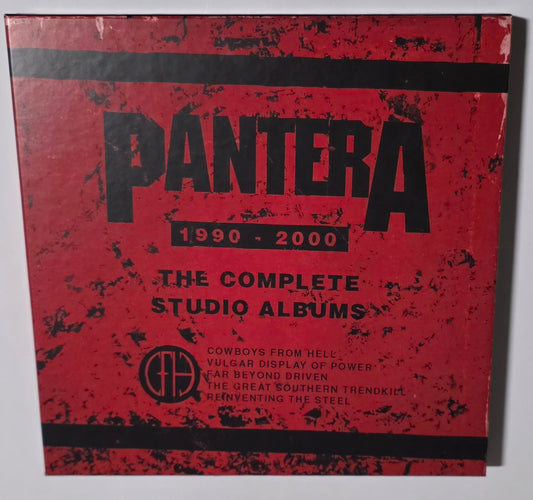 PANTERA
1990 - 2000
THE COMPLETE
STUDIO ALBUMS
CFH
COWBOYS FROM HELL
VULGAR DISPLAY OF POWER
FAR BEYOND DRIVEN
THE GREAT SOUTHERN TRENDKILL
REINVENTING THE STEEL